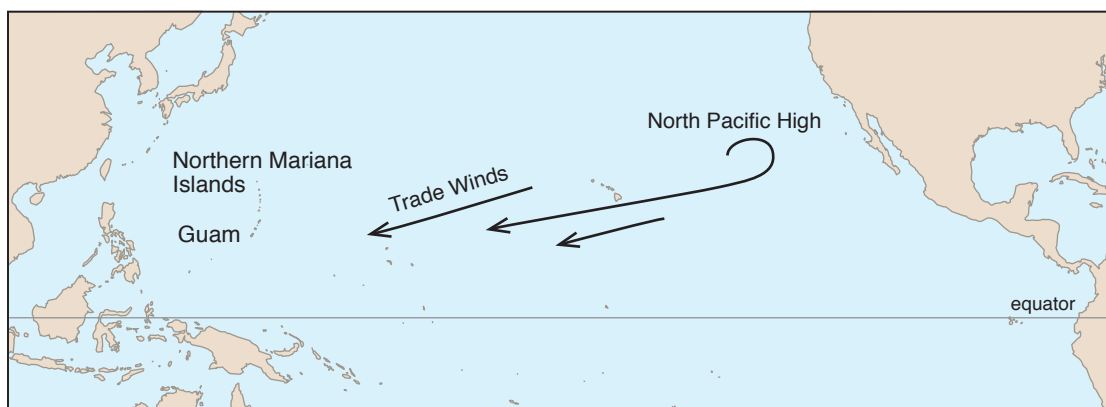 North Pacific High
Northern Mariana
Islands
Trade Winds
Guam
equator